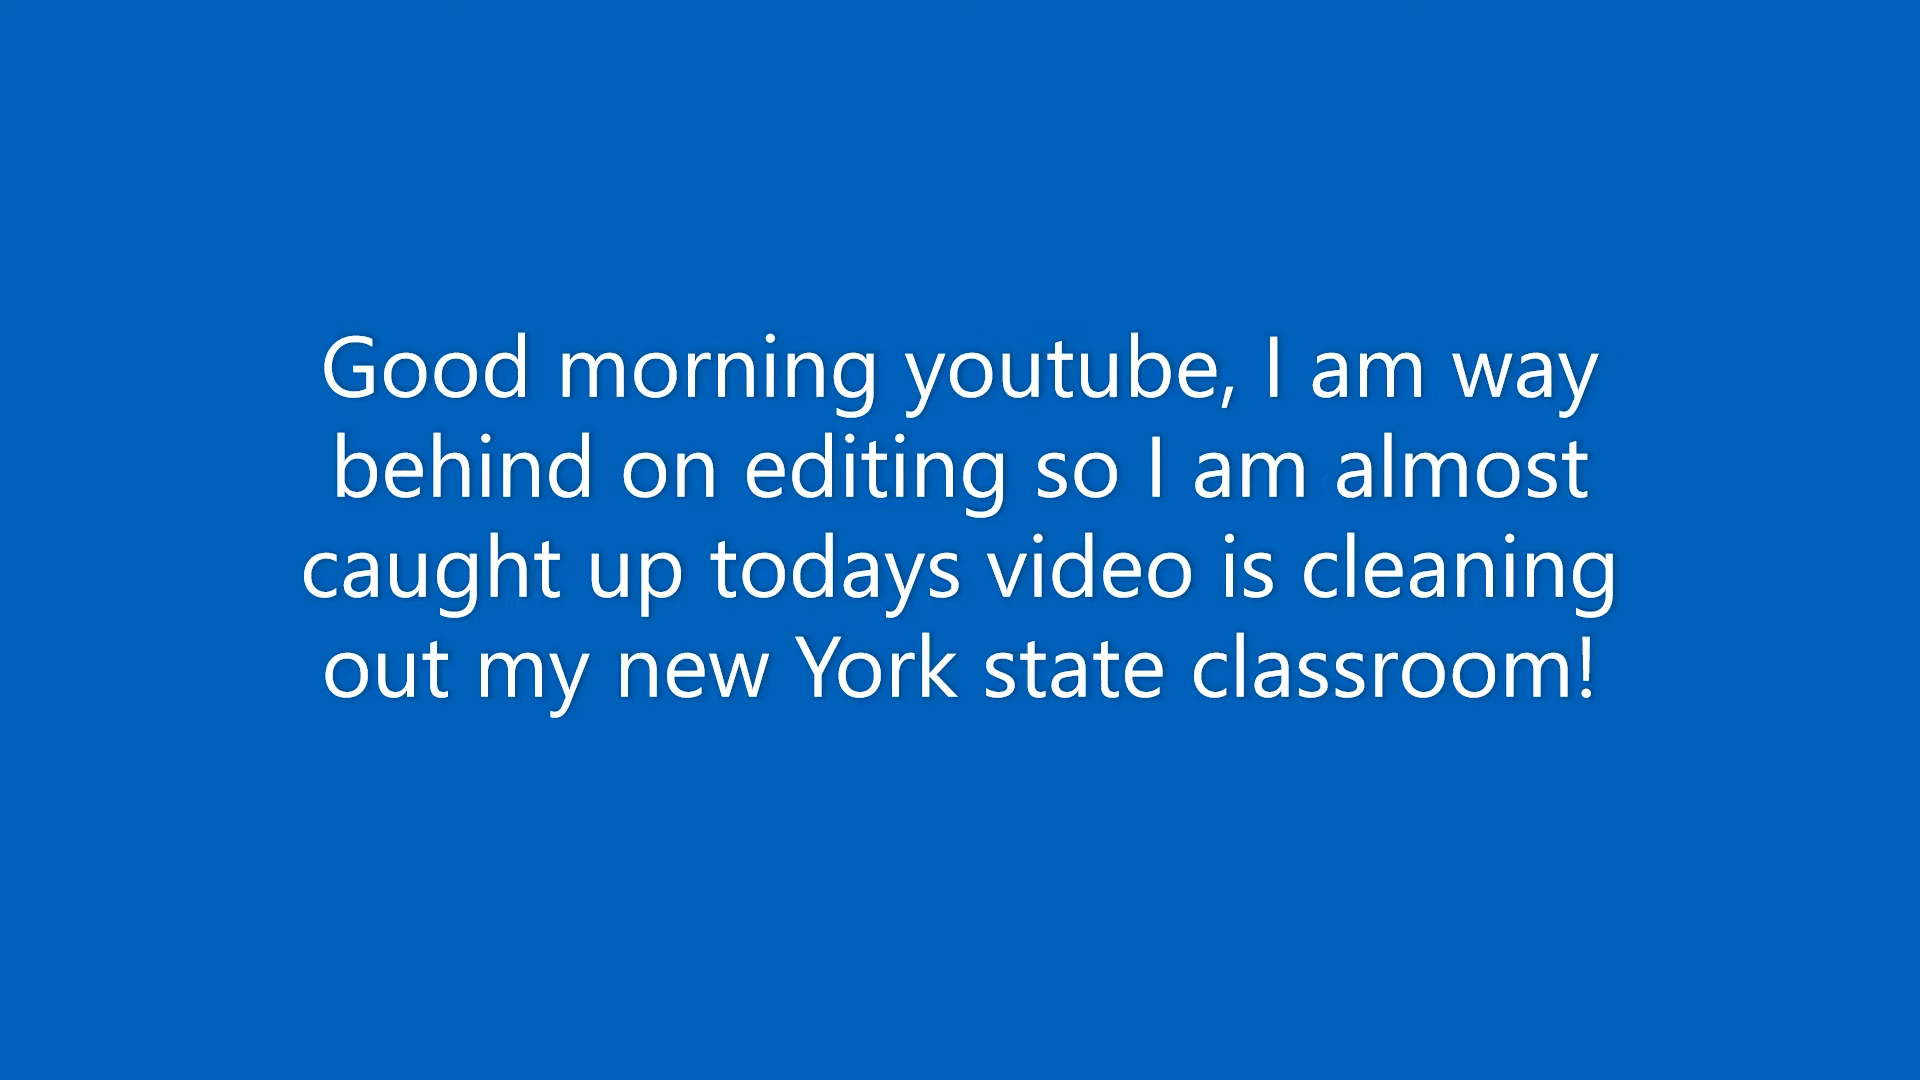 Good morning youtube, I am way
behind on editing so I am almost
caught up todays video is cleaning
out my new York state classroom!